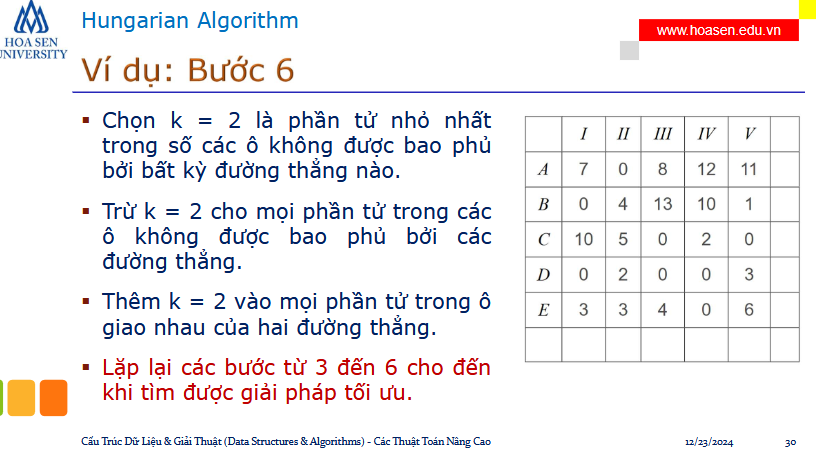 HOA SEN
UNIVERSITY
Hungarian Algorithm
www.hoasen.edu.vn
Ví dụ: Bước 6
▪ Chọn k = 2 là phần tử nhỏ nhất
trong số các ô không được bao phủ
bởi bất kỳ đường thẳng nào.
▪ Trừ k = 2 cho mọi phần tử trong các
ô không được bao phủ bởi các
đường thẳng.
▪ Thêm k = 2 vào mọi phần tử trong ô
giao nhau của hai đường thẳng.
▪ Lặp lại các bước từ 3 đến 6 cho đến
khi tìm được giải pháp tối ưu.
I II III IV V
A 7 0 8 12 11
B 0 4 13 10 1
C 10 5 0 2 0
D 0 2 0 0 3
E 3 3 4 0 6
Cấu Trúc Dữ Liệu & Giải Thuật (Data Structures & Algorithms) - Các Thuật Toán Nâng Cao
12/23/2024
30